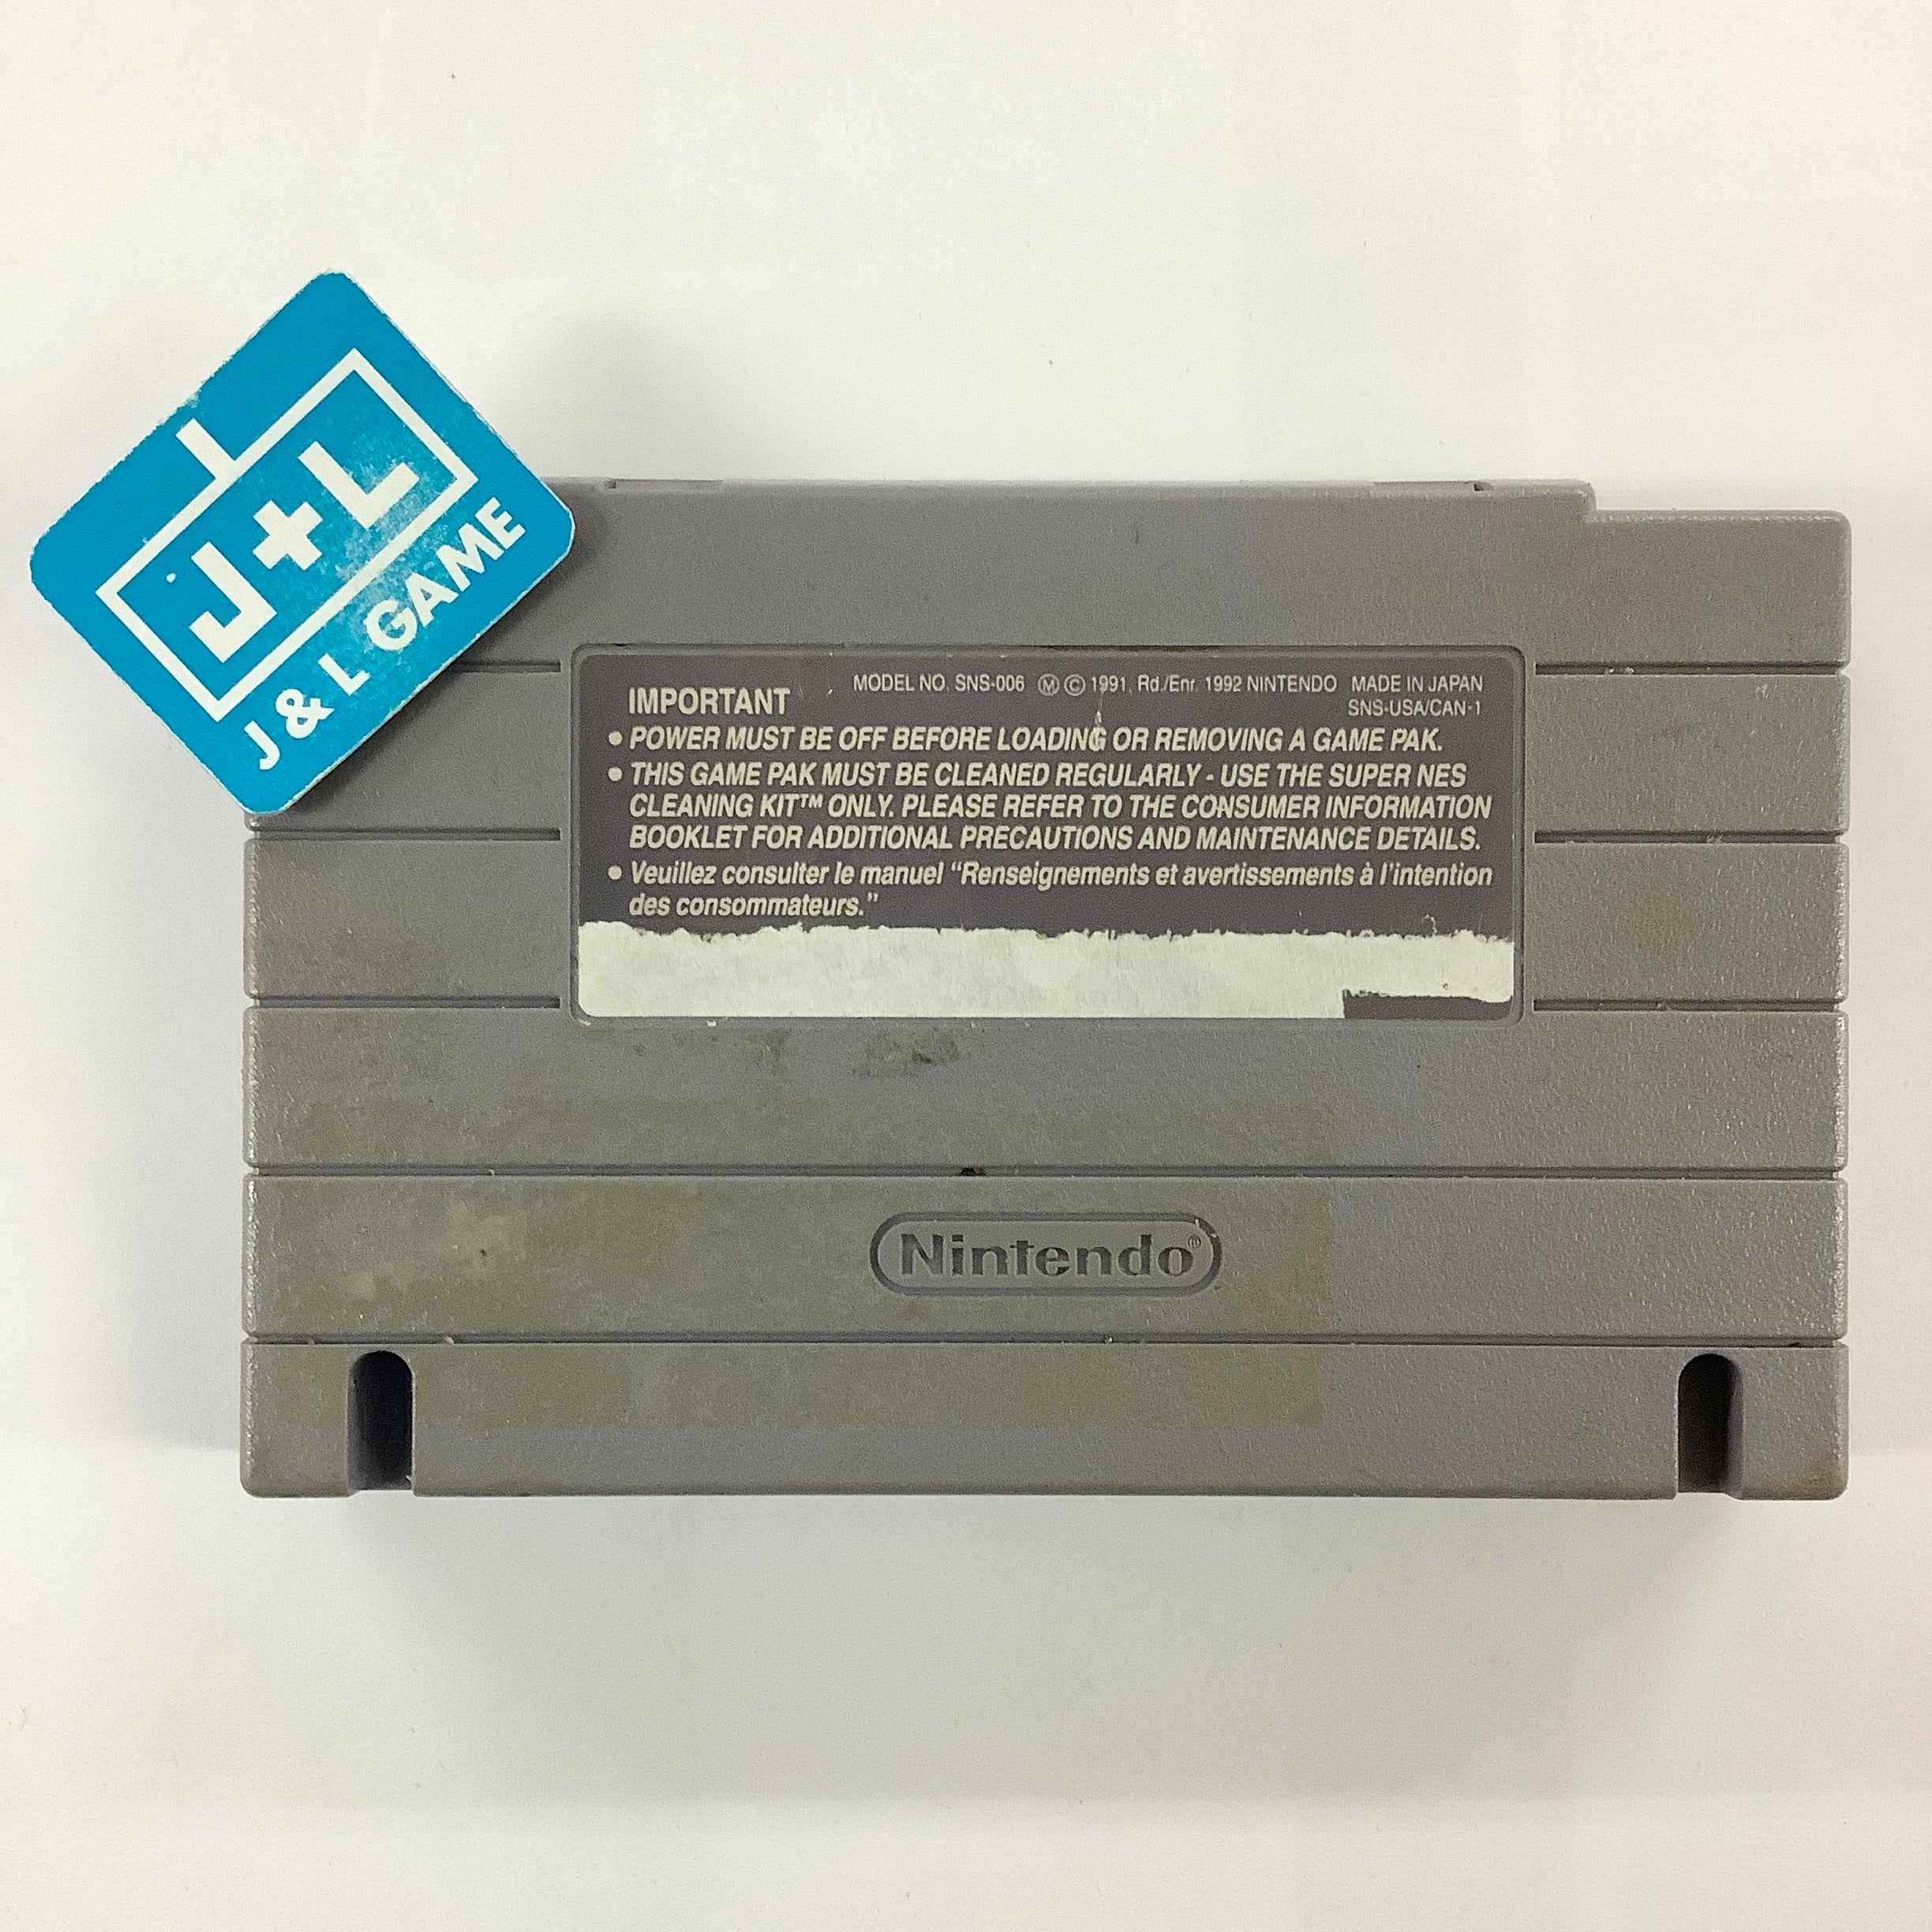 J+L
J & L GAME
MODEL NO. SNS-006 Ⓜ © 1991, Rd./Enr. 1992 NINTENDO MADE IN JAPAN
SNS-USA/CAN-1
IMPORTANT
• POWER MUST BE OFF BEFORE LOADING OR REMOVING A GAME PAK.
• THIS GAME PAK MUST BE CLEANED REGULARLY - USE THE SUPER NES
CLEANING KIT™ ONLY. PLEASE REFER TO THE CONSUMER INFORMATION
BOOKLET FOR ADDITIONAL PRECAUTIONS AND MAINTENANCE DETAILS.
• Veuillez consulter le manuel “Renseignements et avertissements à l'intention
des consommateurs.”
Nintendo®